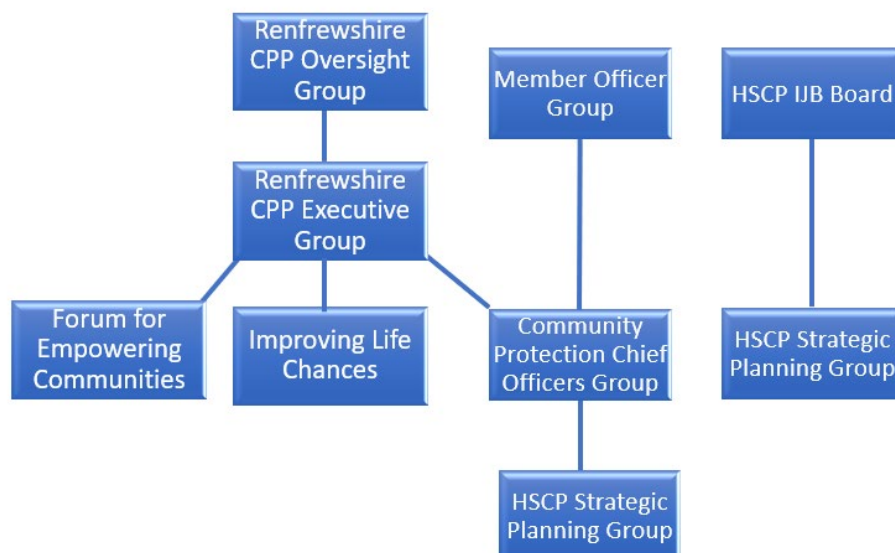 Renfrewshire
CPP Oversight
Group
Member Officer
Group
HSCP IJB Board
Renfrewshire
CPP Executive
Group
Forum for
Empowering
Communities
Improving Life
Chances
Community
Protection Chief
Officers Group
HSCP Strategic
Planning Group
HSCP Strategic
Planning Group